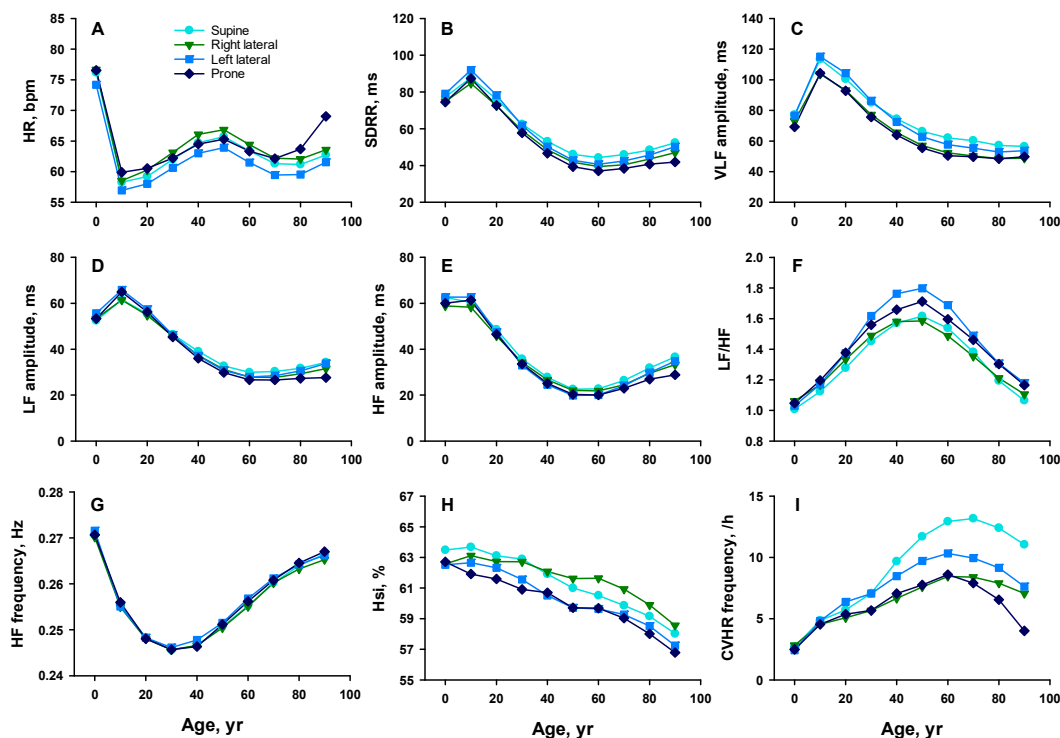 A
Supine
Right lateral
Left lateral
Prone
HR, bpm
85
80
75
70
65
60
55
0 20 40 60 80 100
B
SDRR, ms
120
100
80
60
40
20
0 20 40 60 80 100
C
VLF amplitude, ms
140
120
100
80
60
40
20
0 20 40 60 80 100
D
LF amplitude, ms
80
60
40
20
0
0 20 40 60 80 100
E
HF amplitude, ms
80
60
40
20
0
0 20 40 60 80 100
F
LF/HF
2.0
1.8
1.6
1.4
1.2
1.0
0.8
0 20 40 60 80 100
G
HF frequency, Hz
0.28
0.27
0.26
0.25
0.24
0 20 40 60 80 100
Age, yr
H
Hsi, %
67
65
63
61
59
57
55
0 20 40 60 80 100
Age, yr
I
CVHR frequency, /h
15
10
5
0
0 20 40 60 80 100
Age, yr